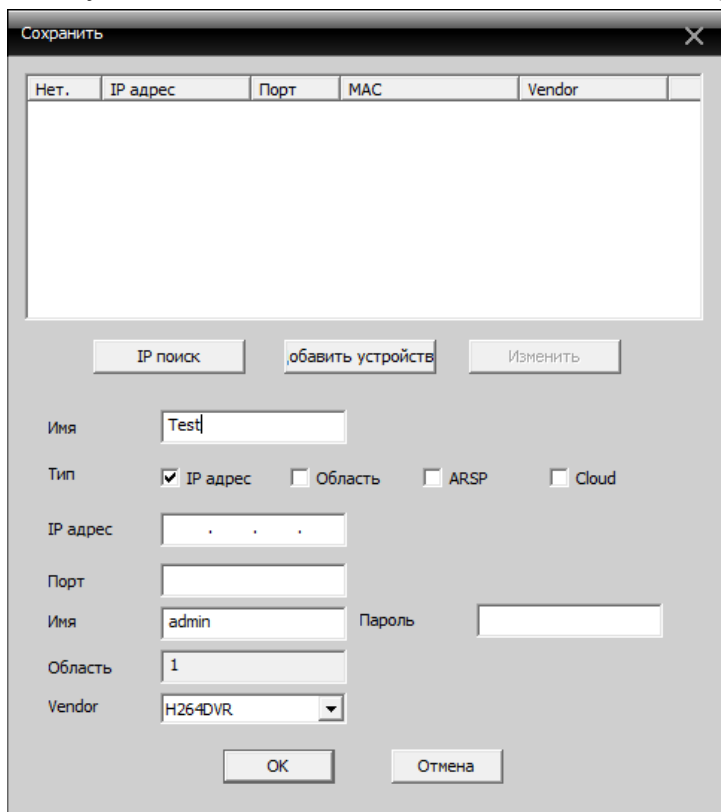 Сохранить
Нет. IP адрес Порт MAC Vendor
IP поиск обавить устройств Изменить
Имя Test
Тип IP адрес Область ARSP Cloud
IP адрес . . .
Порт
Имя admin Пароль
Область 1
Vendor H264DVR
OK Отмена